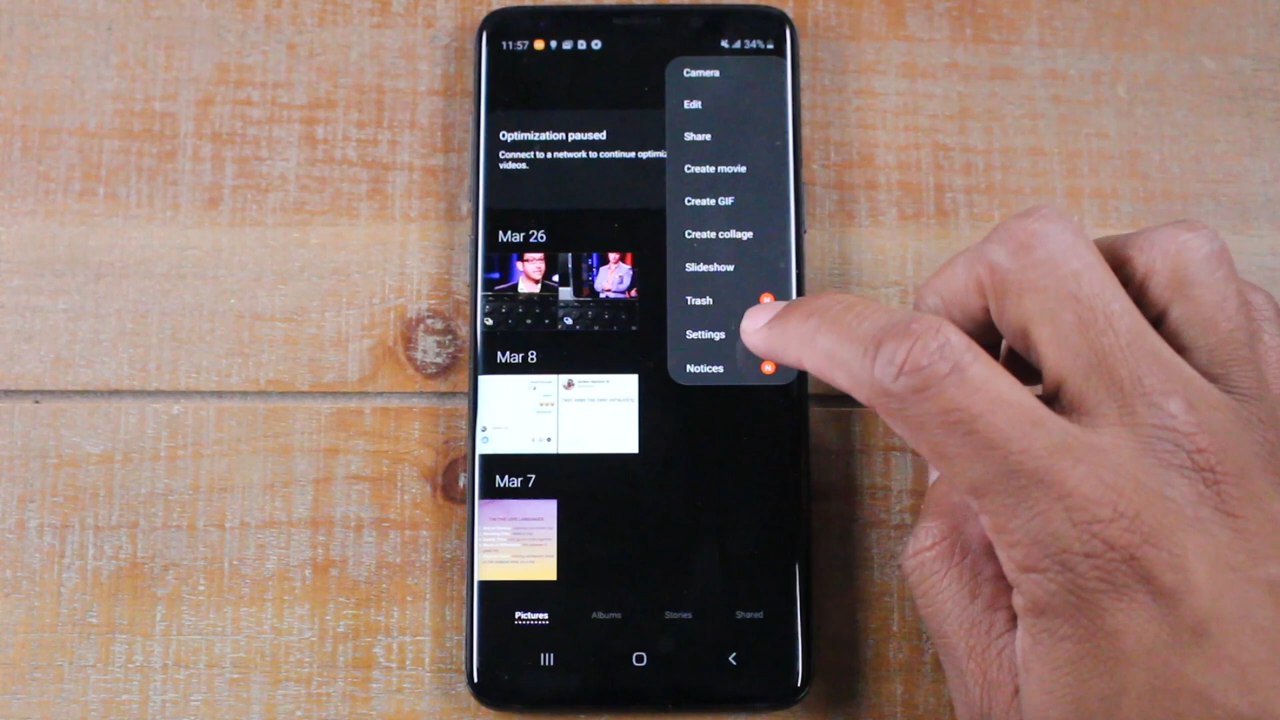 11:57
34%
Optimization paused
Connect to a network to continue optimiz
videos.
Camera
Edit
Share
Create movie
Create GIF
Create collage
Slideshow
Trash N
Settings
Notices N
Mar 26
Mar 8
Mar 7
Pictures Albums Stories Shared